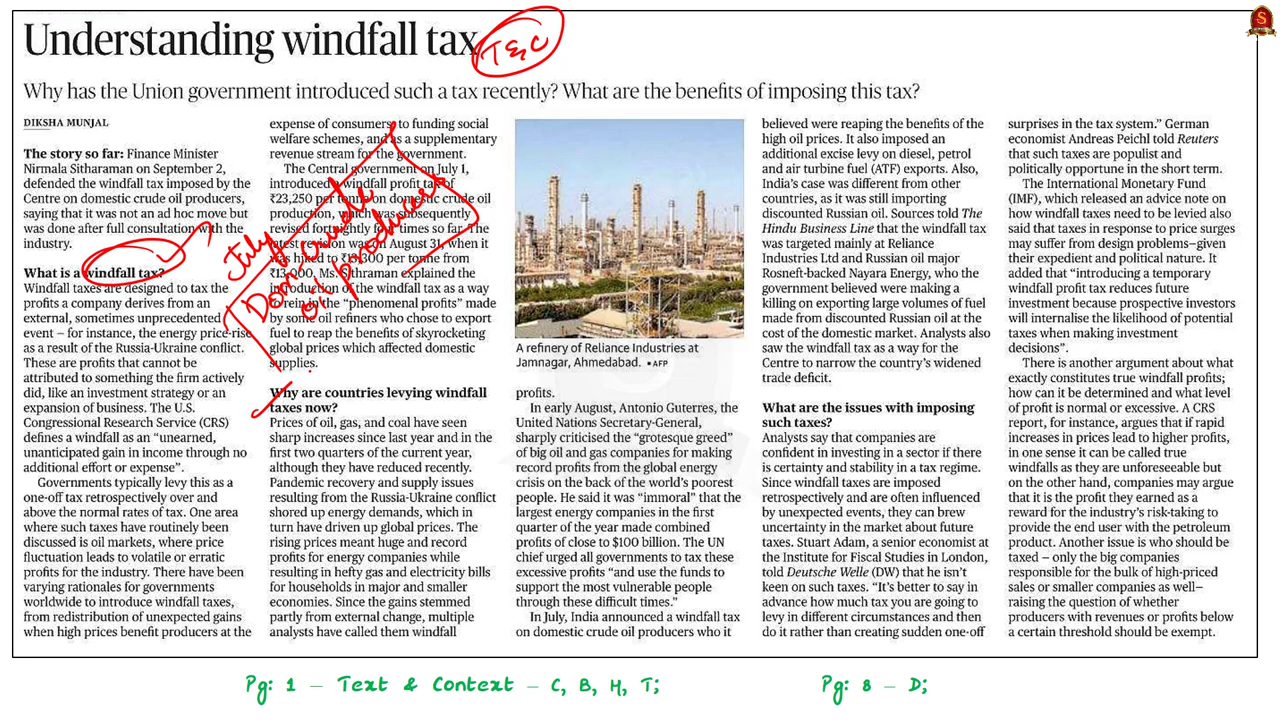 Understanding windfall tax
T & C
Why has the Union government introduced such a tax recently? What are the benefits of imposing this tax?
DIKSHA MUNJAL
The story so far: Finance Minister
Nirmala Sitharaman on September 2,
defended the windfall tax imposed by the
Centre on domestic crude oil producers,
saying that it was not an ad hoc move but
was done after full consultation with the
industry.
What is a windfall tax?
Windfall taxes are designed to tax the
profits a company derives from an
external, sometimes unprecedented
event – for instance, the energy price-rise
as a result of the Russia-Ukraine conflict.
These are profits that cannot be
attributed to something the firm actively
did, like an investment strategy or an
expansion of business. The U.S.
Congressional Research Service (CRS)
defines a windfall as an “unearned,
unanticipated gain in income through no
additional effort or expense”.
Governments typically levy this as a
one-off tax retrospectively over and
above the normal rates of tax. One area
where such taxes have routinely been
discussed is oil markets, where price
fluctuation leads to volatile or erratic
profits for the industry. There have been
varying rationales for governments
worldwide to introduce windfall taxes,
from redistribution of unexpected gains
when high prices benefit producers at the
expense of consumers, to funding social
welfare schemes, and as a supplementary
revenue stream for the government.
The Central government on July 1,
introduced a windfall profit tax of
₹23,250 per tonne on domestic crude oil
production, which was subsequently
revised fortnightly four times so far. The
latest revision was on August 31, when it
was hiked to ₹13,300 per tonne from
₹13,000. Ms. Sithraman explained the
introduction of the windfall tax as a way
to rein in the “phenomenal profits” made
by some oil refiners who chose to export
fuel to reap the benefits of skyrocketing
global prices which affected domestic
supplies.
July
Dom crude
oil producers
Why are countries levying windfall
taxes now?
Prices of oil, gas, and coal have seen
sharp increases since last year and in the
first two quarters of the current year,
although they have reduced recently.
Pandemic recovery and supply issues
resulting from the Russia-Ukraine conflict
shored up energy demands, which in
turn have driven up global prices. The
rising prices meant huge and record
profits for energy companies while
resulting in hefty gas and electricity bills
for households in major and smaller
economies. Since the gains stemmed
partly from external change, multiple
analysts have called them windfall
A refinery of Reliance Industries at
Jamnagar, Ahmedabad. • AFP
profits.
In early August, Antonio Guterres, the
United Nations Secretary-General,
sharply criticised the “grotesque greed”
of big oil and gas companies for making
record profits from the global energy
crisis on the back of the world’s poorest
people. He said it was “immoral” that the
largest energy companies in the first
quarter of the year made combined
profits of close to $100 billion. The UN
chief urged all governments to tax these
excessive profits “and use the funds to
support the most vulnerable people
through these difficult times.”
In July, India announced a windfall tax
on domestic crude oil producers who it
believed were reaping the benefits of the
high oil prices. It also imposed an
additional excise levy on diesel, petrol
and air turbine fuel (ATF) exports. Also,
India’s case was different from other
countries, as it was still importing
discounted Russian oil. Sources told The
Hindu Business Line that the windfall tax
was targeted mainly at Reliance
Industries Ltd and Russian oil major
Rosneft-backed Nayara Energy, who the
government believed were making a
killing on exporting large volumes of fuel
made from discounted Russian oil at the
cost of the domestic market. Analysts also
saw the windfall tax as a way for the
Centre to narrow the country’s widened
trade deficit.
What are the issues with imposing
such taxes?
Analysts say that companies are
confident in investing in a sector if there
is certainty and stability in a tax regime.
Since windfall taxes are imposed
retrospectively and are often influenced
by unexpected events, they can brew
uncertainty in the market about future
taxes. Stuart Adam, a senior economist at
the Institute for Fiscal Studies in London,
told Deutsche Welle (DW) that he isn’t
keen on such taxes. “It’s better to say in
advance how much tax you are going to
levy in different circumstances and then
do it rather than creating sudden one-off
surprises in the tax system.” German
economist Andreas Peichl told Reuters
that such taxes are populist and
politically opportune in the short term.
The International Monetary Fund
(IMF), which released an advice note on
how windfall taxes need to be levied also
said that taxes in response to price surges
may suffer from design problems–given
their expedient and political nature. It
added that “introducing a temporary
windfall profit tax reduces future
investment because prospective investors
will internalise the likelihood of potential
taxes when making investment
decisions”.
There is another argument about what
exactly constitutes true windfall profits;
how can it be determined and what level
of profit is normal or excessive. A CRS
report, for instance, argues that if rapid
increases in prices lead to higher profits,
in one sense it can be called true
windfalls as they are unforeseeable but
on the other hand, companies may argue
that it is the profit they earned as a
reward for the industry’s risk-taking to
provide the end user with the petroleum
product. Another issue is who should be
taxed – only the big companies
responsible for the bulk of high-priced
sales or smaller companies as well–
raising the question of whether
producers with revenues or profits below
a certain threshold should be exempt.
Pg: 1 – Text & Context – C, B, H, T;
Pg: 8 – D;